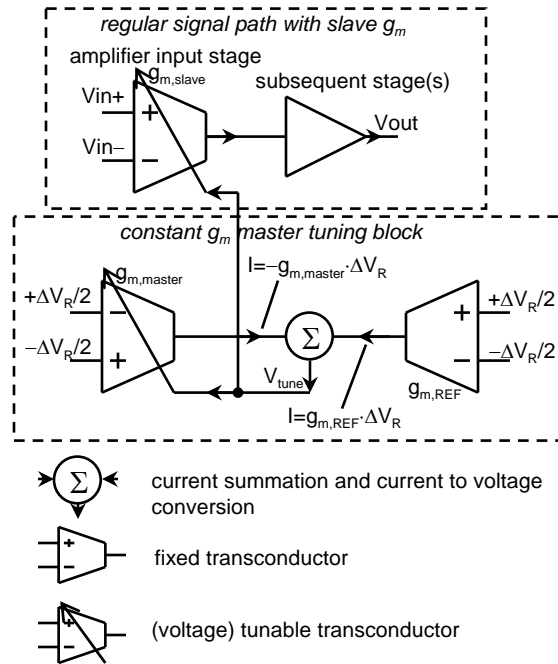 regular signal path with slave gm
amplifier input stage
gm,slave
subsequent stage(s)
Vin+
+
Vin−
−
Vout
constant gm master tuning block
gm,master
I=−gm,master·ΔVR
+ΔVR/2
−
−ΔVR/2
+
Σ
+
+ΔVR/2
−
−ΔVR/2
Vtune
gm,REF
I=gm,REF·ΔVR
Σ
current summation and current to voltage
conversion
+
−
fixed transconductor
+
−
(voltage) tunable transconductor